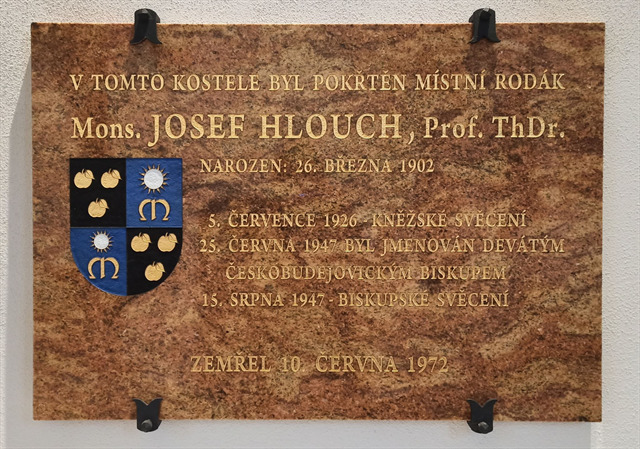 V TOMTO KOSTELE BYL POKŘTĚN MÍSTNÍ RODÁK
Mons. JOSEF HLOUCH, Prof. ThDr.
NAROZEN: 26. BŘEZNA 1902
5. ČERVENCE 1926 - KNĚŽSKÉ SVĚCENÍ
25. ČERVNA 1947 BYL JMENOVÁN DEVÁTÝM
ČESKOBUDĚJOVICKÝM BISKUPEM
15. SRPNA 1947 - BISKUPSKÉ SVĚCENÍ
ZEMŘEL 10. ČERVNA 1972